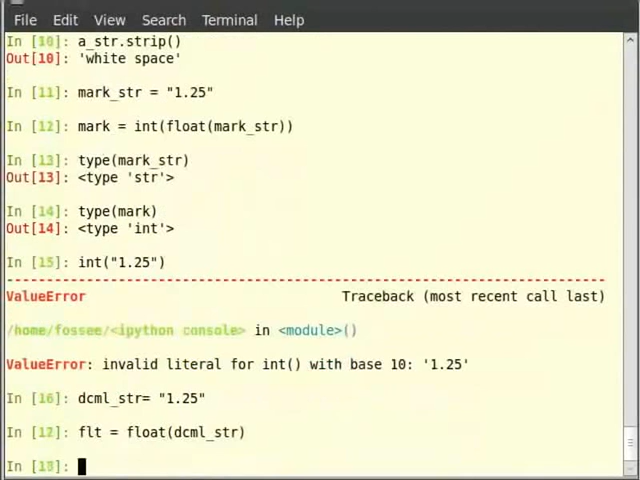 File Edit View Search Terminal Help
In [10]: a_str.strip()
Out[10]: 'white space'
In [11]: mark_str = "1.25"
In [12]: mark = int(float(mark_str))
In [13]: type(mark_str)
Out[13]: <type 'str'>
In [14]: type(mark)
Out[14]: <type 'int'>
In [15]: int("1.25")
---------------------------------------------------------------------------
ValueError Traceback (most recent call last)
/home/fossee/<ipython console> in <module>()
ValueError: invalid literal for int() with base 10: '1.25'
In [16]: dcml_str= "1.25"
In [17]: flt = float(dcml_str)
In [18]: